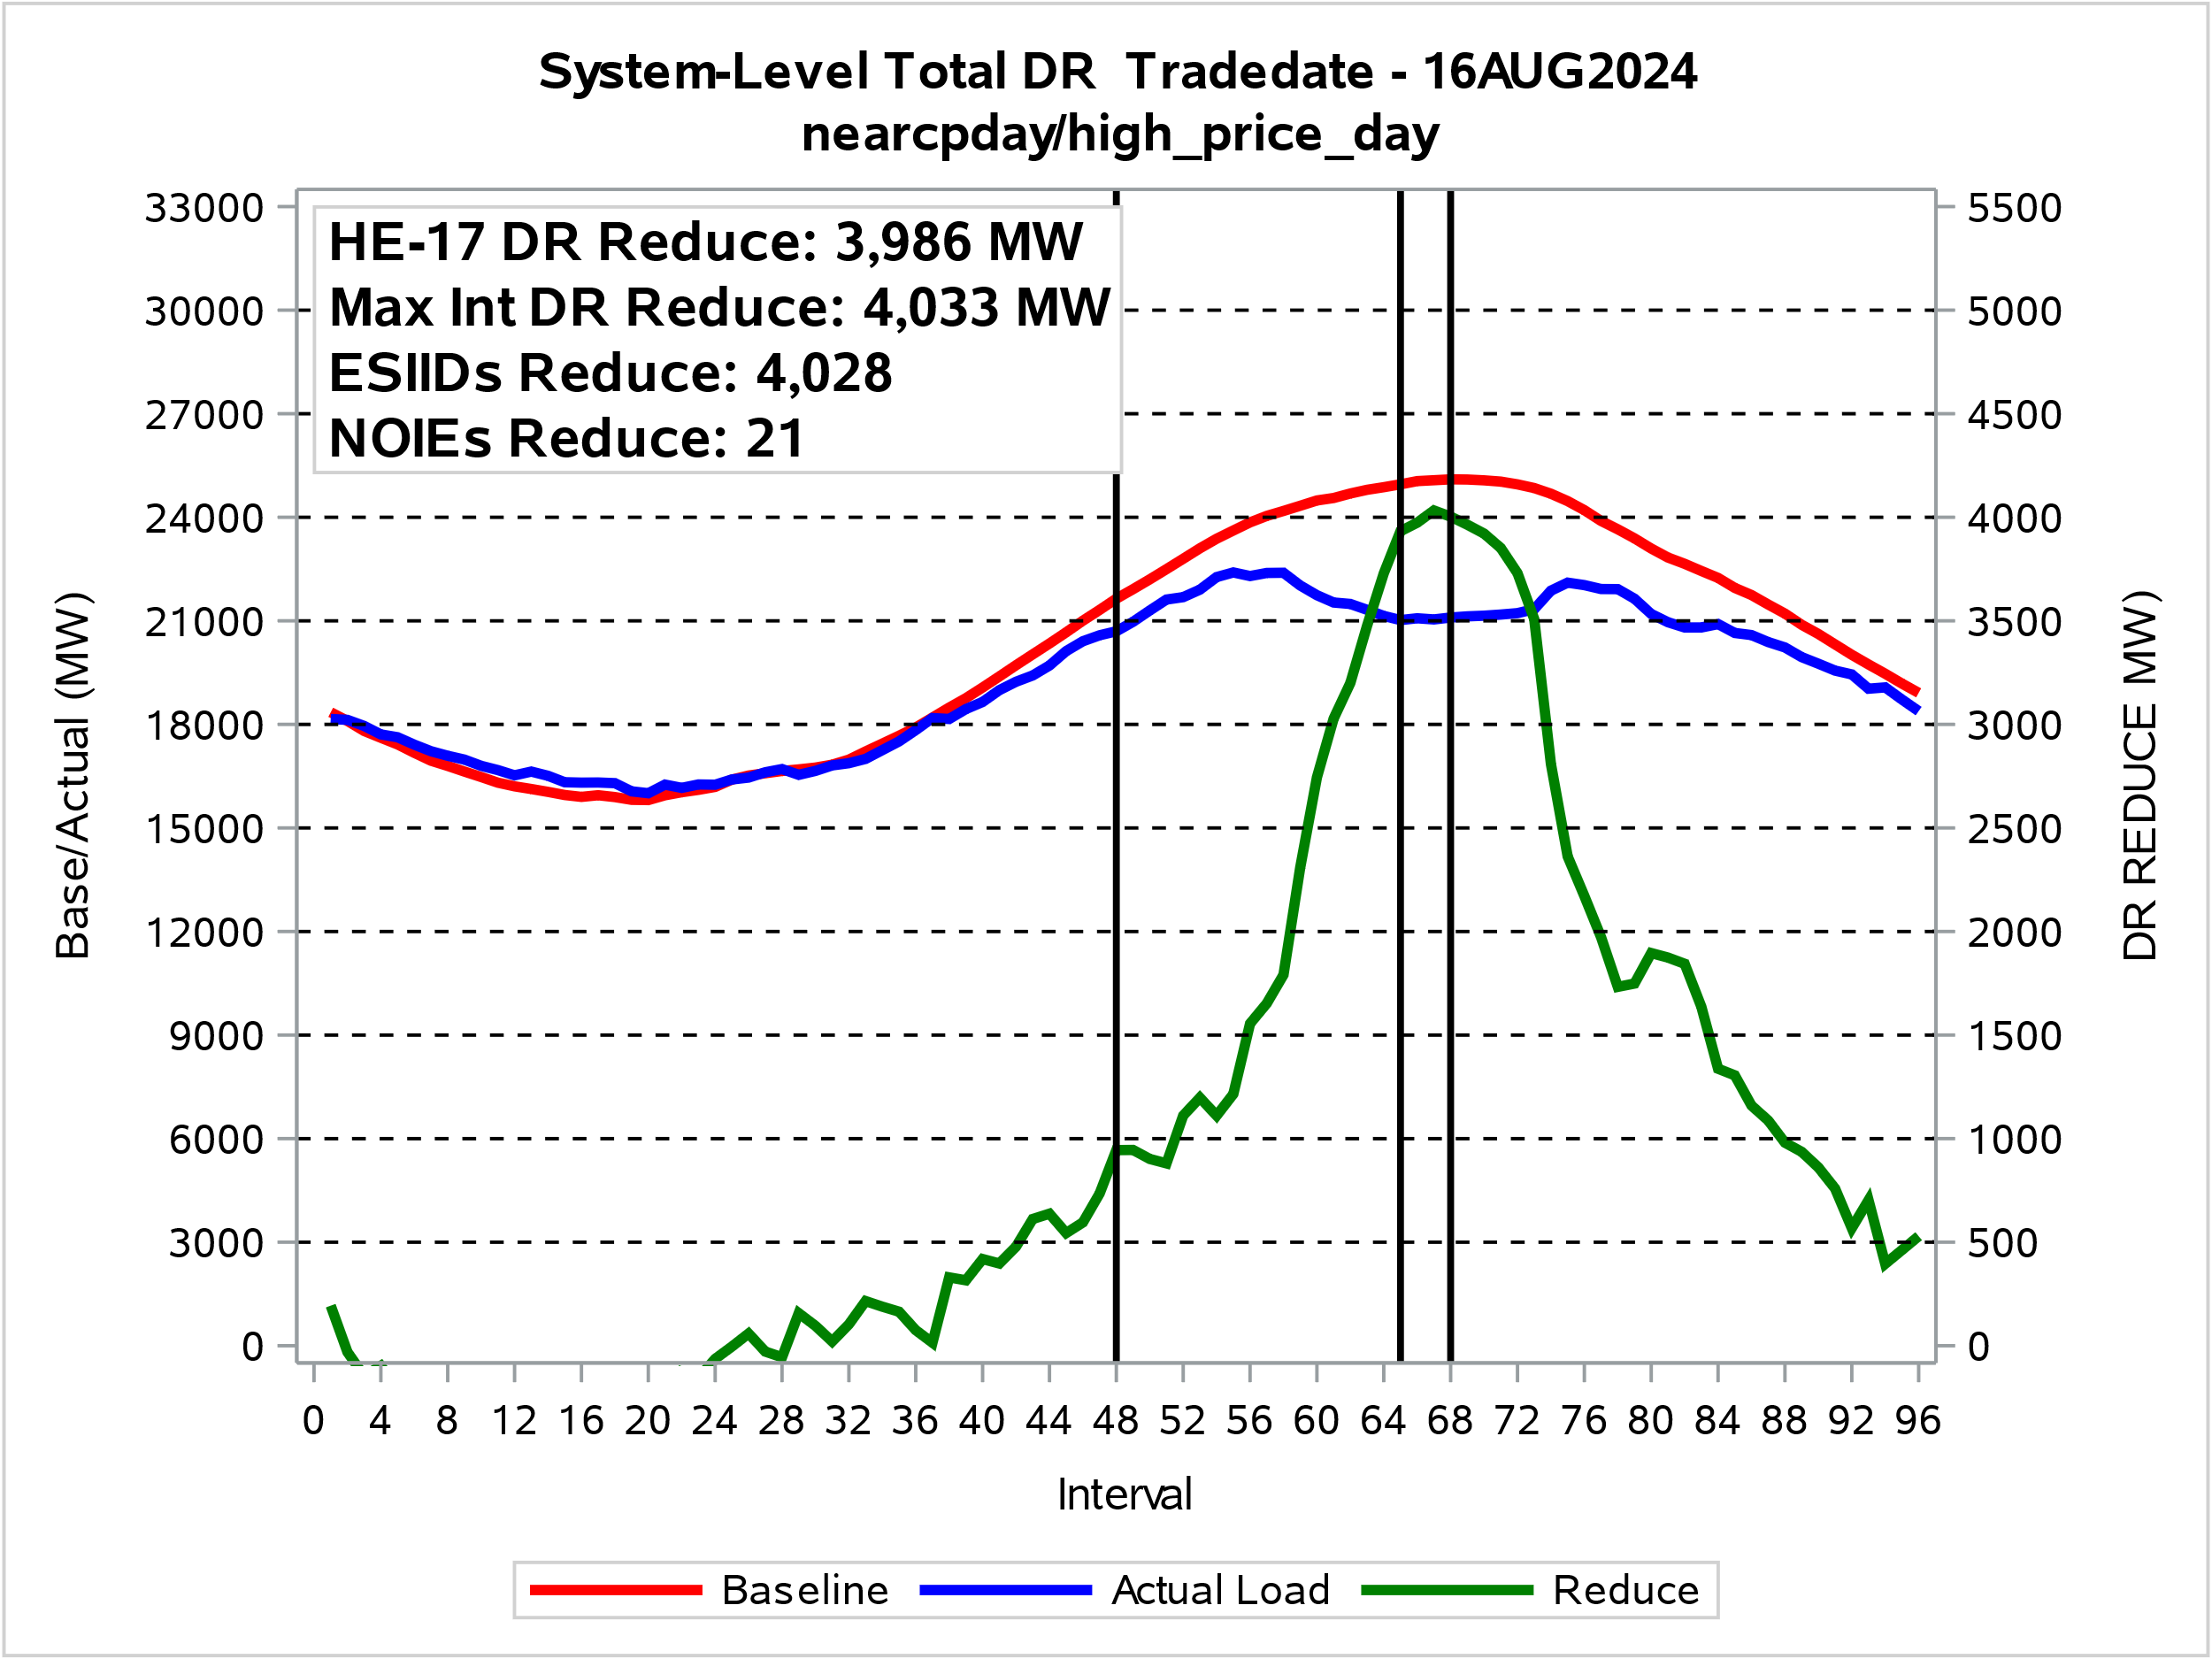 System-Level Total DR  Tradedate - 16AUG2024
nearcpday/high_price_day
HE-17 DR Reduce: 3,986 MW
Max Int DR Reduce: 4,033 MW
ESIIDs Reduce: 4,028
NOIEs Reduce: 21
Base/Actual (MW)
33000
30000
27000
24000
21000
18000
15000
12000
9000
6000
3000
0
5500
5000
4500
4000
3500
3000
2500
2000
1500
1000
500
0
DR REDUCE MW)
0 4 8 12 16 20 24 28 32 36 40 44 48 52 56 60 64 68 72 76 80 84 88 92 96
Interval
Baseline Actual Load Reduce